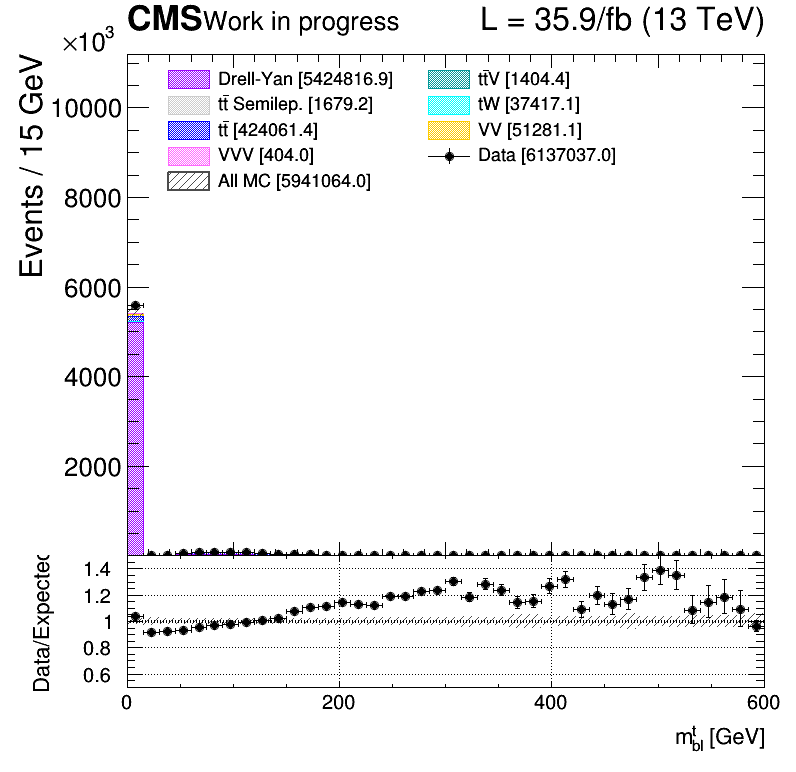 CMS Work in progress L = 35.9/fb (13 TeV)
×10³
Events / 15 GeV
Drell-Yan [5424816.9]
tt̄ Semilep. [1679.2]
tt̄ [424061.4]
VVV [404.0]
All MC [5941064.0]
tt̄V [1404.4]
tW [37417.1]
VV [51281.1]
Data [6137037.0]
10000
8000
6000
4000
2000
Data/Expected
1.4
1.2
1
0.8
0.6
0 200 400 600
m^t_bl [GeV]